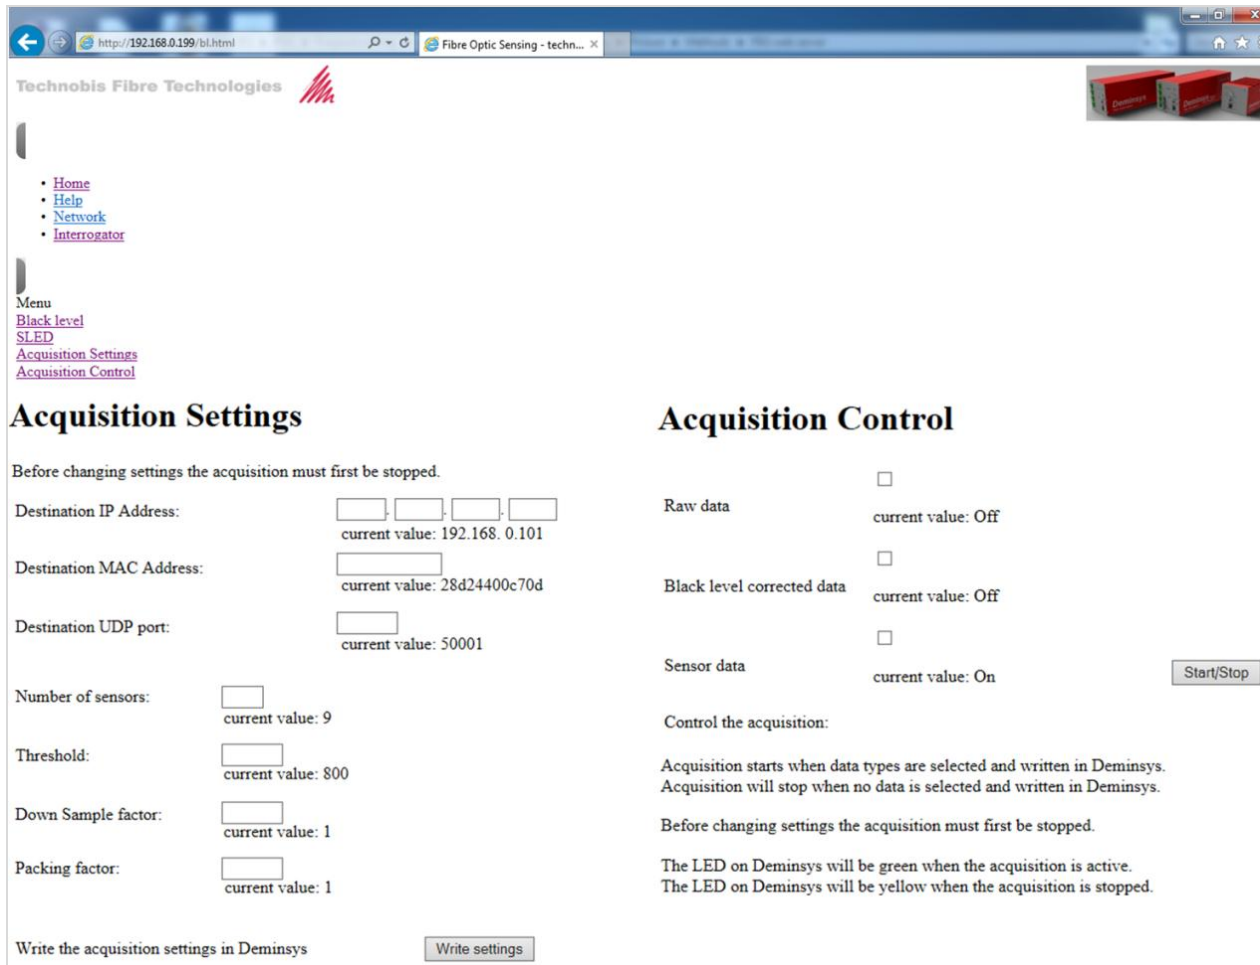 http://192.168.0.199/bl.html
Fibre Optic Sensing - techn...
Technobis Fibre Technologies
Deminsys
Deminsys
Home
Help
Network
Interrogator
Menu
Black level
SLED
Acquisition Settings
Acquisition Control
Acquisition Settings
Before changing settings the acquisition must first be stopped.
Destination IP Address:
. . .
current value: 192.168. 0.101
Destination MAC Address:
current value: 28d24400c70d
Destination UDP port:
current value: 50001
Number of sensors:
current value: 9
Threshold:
current value: 800
Down Sample factor:
current value: 1
Packing factor:
current value: 1
Write the acquisition settings in Deminsys
Write settings
Acquisition Control
Raw data
current value: Off
Black level corrected data
current value: Off
Sensor data
current value: On
Start/Stop
Control the acquisition:
Acquisition starts when data types are selected and written in Deminsys.
Acquisition will stop when no data is selected and written in Deminsys.
Before changing settings the acquisition must first be stopped.
The LED on Deminsys will be green when the acquisition is active.
The LED on Deminsys will be yellow when the acquisition is stopped.